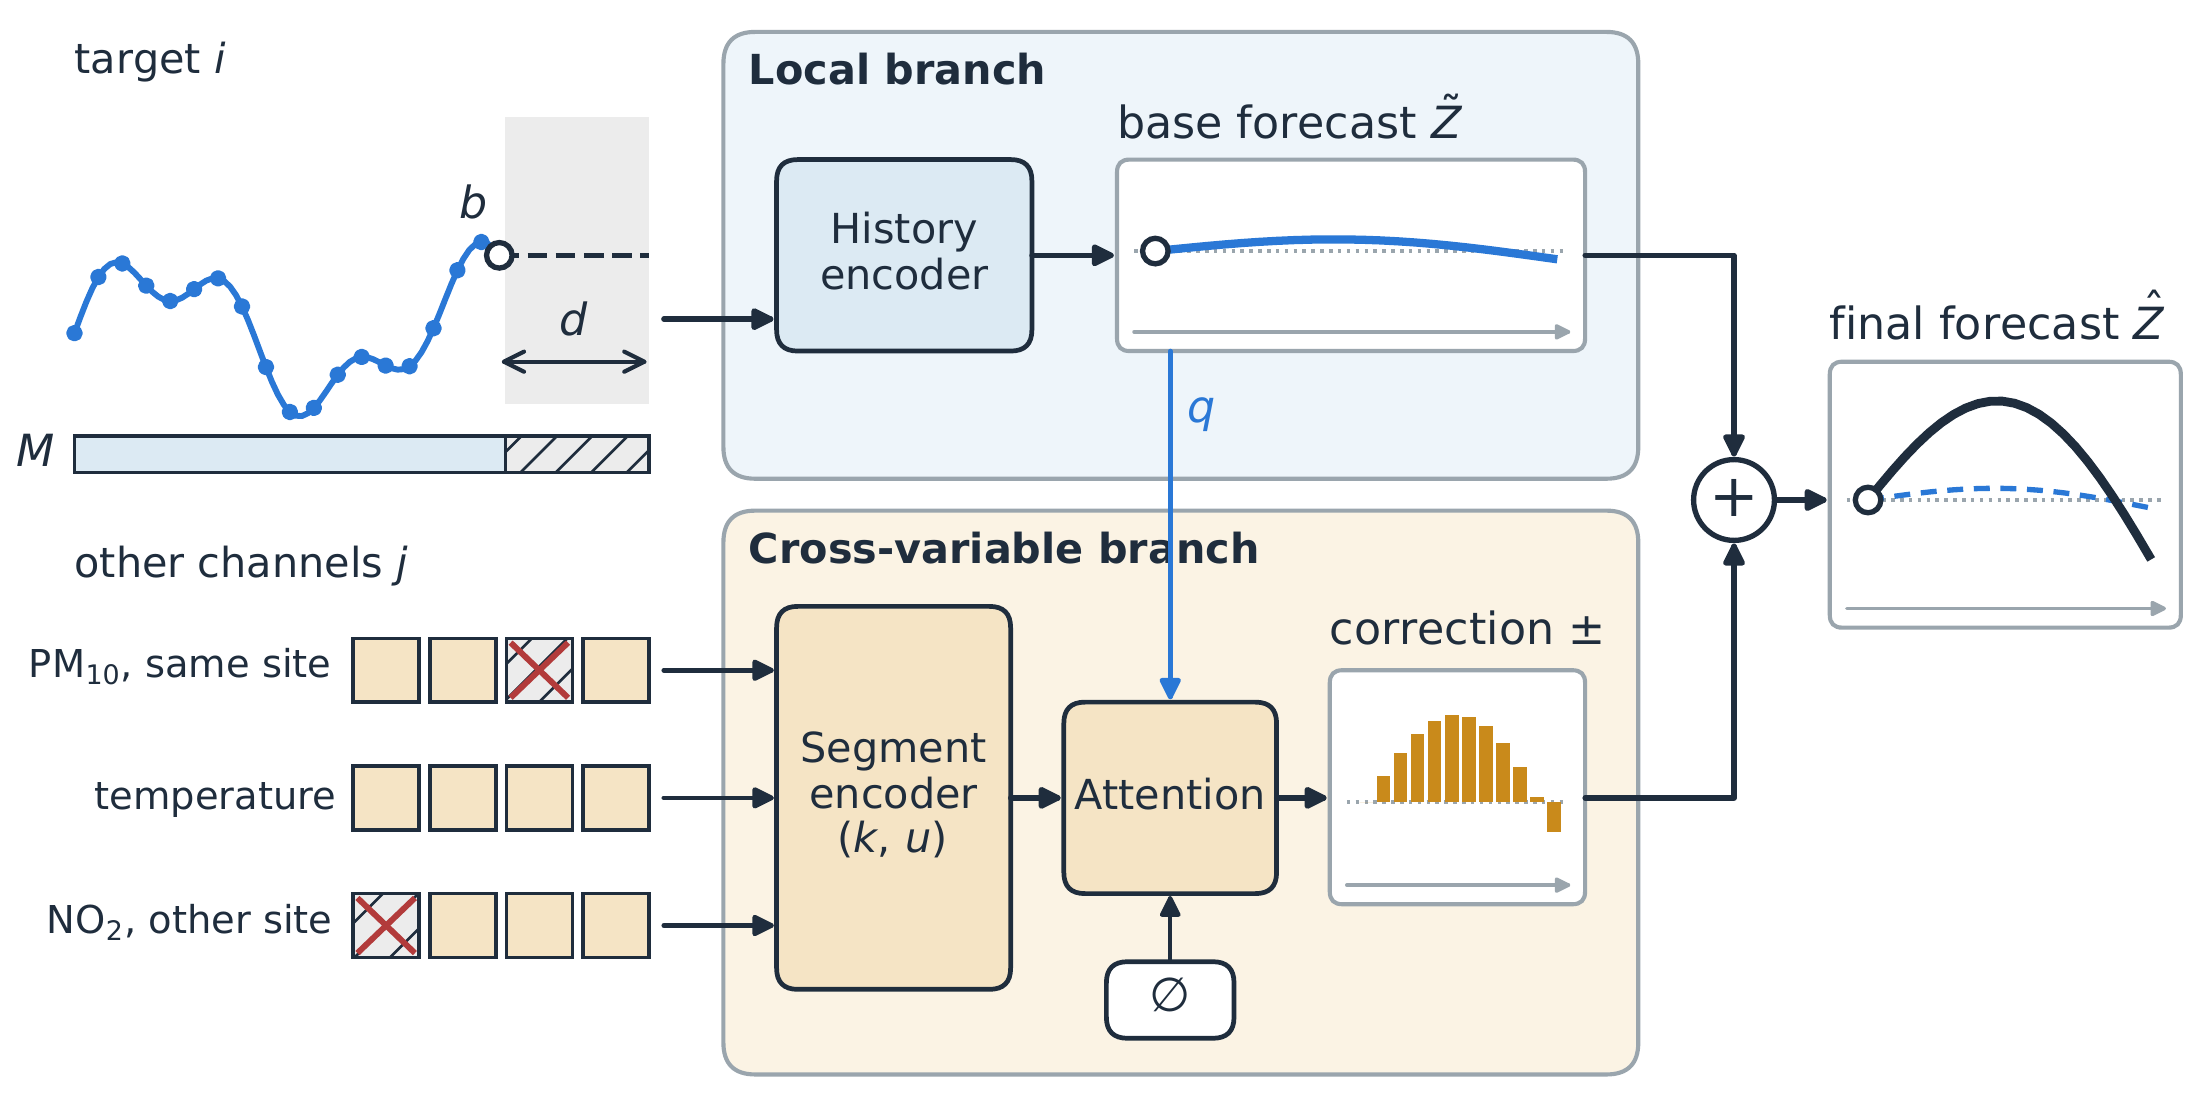 target i
b
d
M
Local branch
base forecast Z̃
History
encoder
q
final forecast Ẑ
+
other channels j
PM₁₀, same site
temperature
NO₂, other site
Cross-variable branch
Segment
encoder
(k, u)
Attention
correction ±
∅